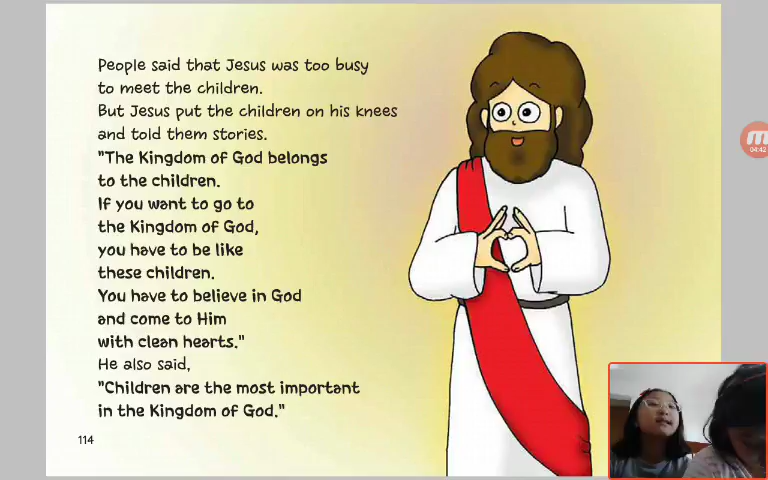 People said that Jesus was too busy
to meet the children.
But Jesus put the children on his knees
and told them stories.
"The Kingdom of God belongs
to the children.
If you want to go to
the Kingdom of God,
you have to be like
these children.
You have to believe in God
and come to Him
with clean hearts."
He also said,
"Children are the most important
in the Kingdom of God."
114
04:42